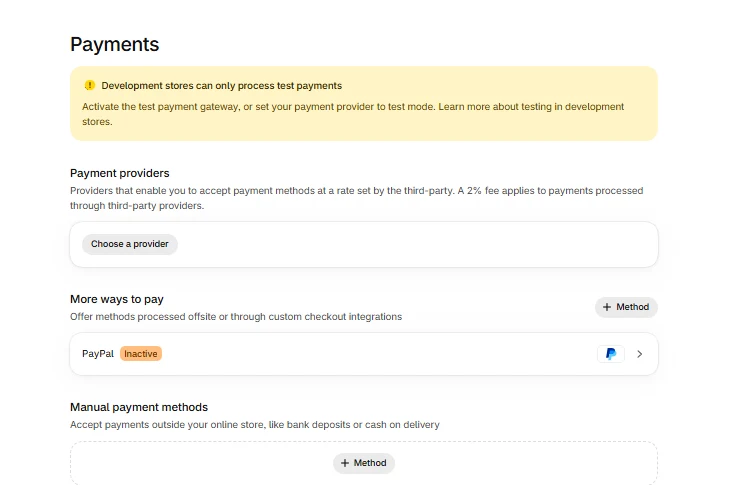 Payments
Development stores can only process test payments
Activate the test payment gateway, or set your payment provider to test mode. Learn more about testing in development
stores.
Payment providers
Providers that enable you to accept payment methods at a rate set by the third-party. A 2% fee applies to payments processed
through third-party providers.
Choose a provider
More ways to pay
Offer methods processed offsite or through custom checkout integrations
+ Method
PayPal Inactive
Manual payment methods
Accept payments outside your online store, like bank deposits or cash on delivery
+ Method